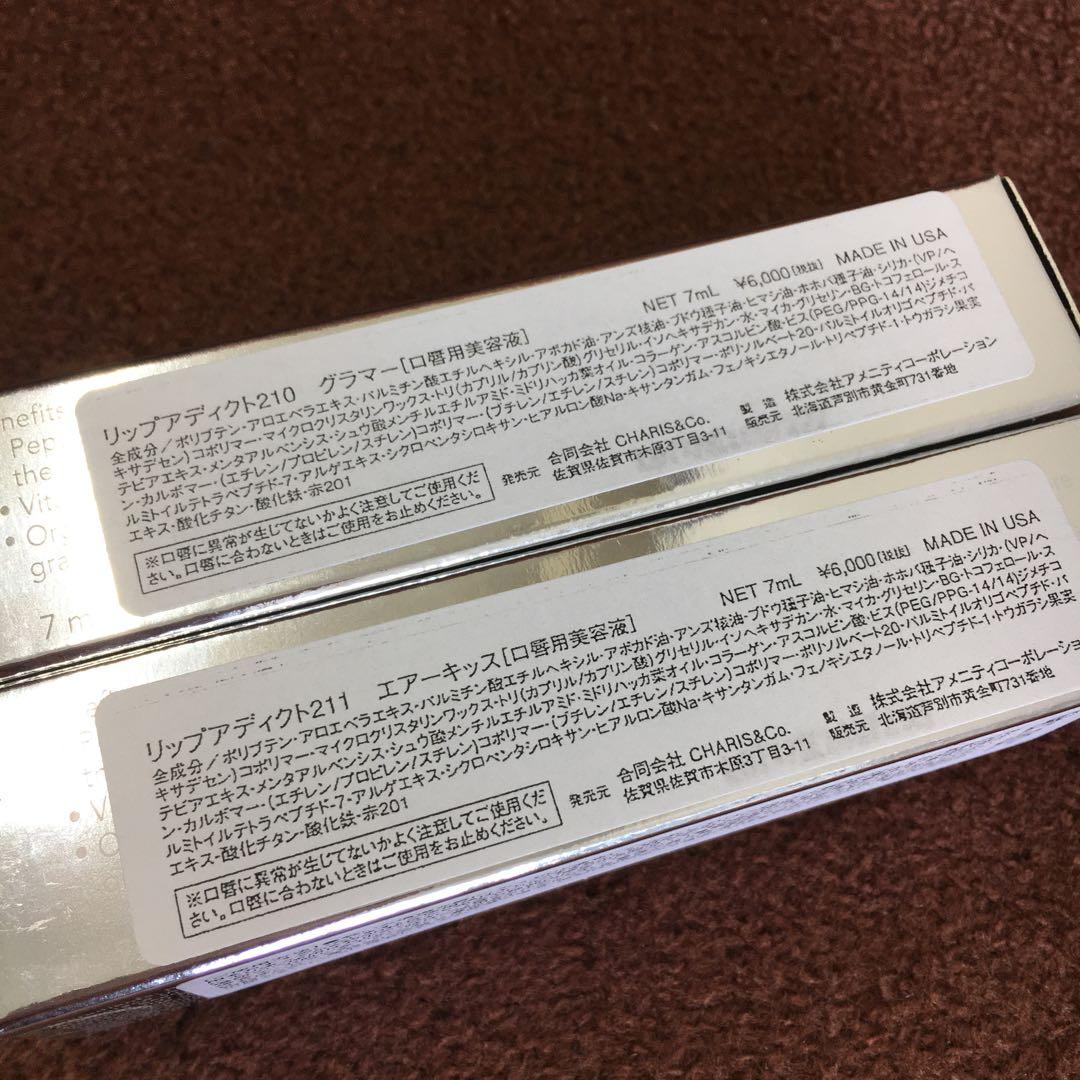 enefits
Pep
the
• Vit
• Org
gra
7 m
リップアディクト210 グラマー[口唇用美容液] NET 7mL ¥6,000[税抜] MADE IN USA
全成分/ポリブテン・アロエベラエキス・パルミチン酸エチルヘキシル・アボカド油・アンズ核油・ブドウ種子油・ヒマシ油・ホホバ種子油・シリカ・(VP/ヘ
キサデセン)コポリマー・マイクロクリスタリンワックス・トリ(カプリル/カプリン酸)グリセリル・イソヘキサデカン・水・マイカ・グリセリン・BG・トコフェロール・ス
テビアエキス・メンタアルベンシス・シュウ酸メンチルエチルアミド・ミドリハッカ葉オイル・コラーゲン・アスコルビン酸・ビス(PEG/PPG-14/14)ジメチコ
ン・カルボマー・(エチレン/プロピレン/スチレン)コポリマー・(ブチレン/エチレン/スチレン)コポリマー・ポリソルベート20・パルミトイルオリゴペプチド・パ
ルミトイルテトラペプチド-7・アルゲエキス・シクロペンタシロキサン・ヒアルロン酸Na・キサンタンガム・フェノキシエタノール・トリペプチド-1・トウガラシ果実
エキス・酸化チタン・酸化鉄・赤201
※口唇に異常が生じてないかよく注意してご使用くだ
さい。口唇に合わないときはご使用をお止めください。
発売元 合同会社 CHARIS&Co.
佐賀県佐賀市木原3丁目3-11
製造販売元 株式会社アメニティコーポレーション
北海道芦別市黄金町731番地
リップアディクト211 エアーキッス[口唇用美容液] NET 7mL ¥6,000[税抜] MADE IN USA
全成分/ポリブテン・アロエベラエキス・パルミチン酸エチルヘキシル・アボカド油・アンズ核油・ブドウ種子油・ヒマシ油・ホホバ種子油・シリカ・(VP/ヘ
キサデセン)コポリマー・マイクロクリスタリンワックス・トリ(カプリル/カプリン酸)グリセリル・イソヘキサデカン・水・マイカ・グリセリン・BG・トコフェロール・ス
テビアエキス・メンタアルベンシス・シュウ酸メンチルエチルアミド・ミドリハッカ葉オイル・コラーゲン・アスコルビン酸・ビス(PEG/PPG-14/14)ジメチコ
ン・カルボマー・(エチレン/プロピレン/スチレン)コポリマー・(ブチレン/エチレン/スチレン)コポリマー・ポリソルベート20・パルミトイルオリゴペプチド・パ
ルミトイルテトラペプチド-7・アルゲエキス・シクロペンタシロキサン・ヒアルロン酸Na・キサンタンガム・フェノキシエタノール・トリペプチド-1・トウガラシ果実
エキス・酸化チタン・酸化鉄・赤201
※口唇に異常が生じてないかよく注意してご使用くだ
さい。口唇に合わないときはご使用をお止めください。
発売元 合同会社 CHARIS&Co.
佐賀県佐賀市木原3丁目3-11
製造販売元 株式会社アメニティコーポレーショ
北海道芦別市黄金町731番地